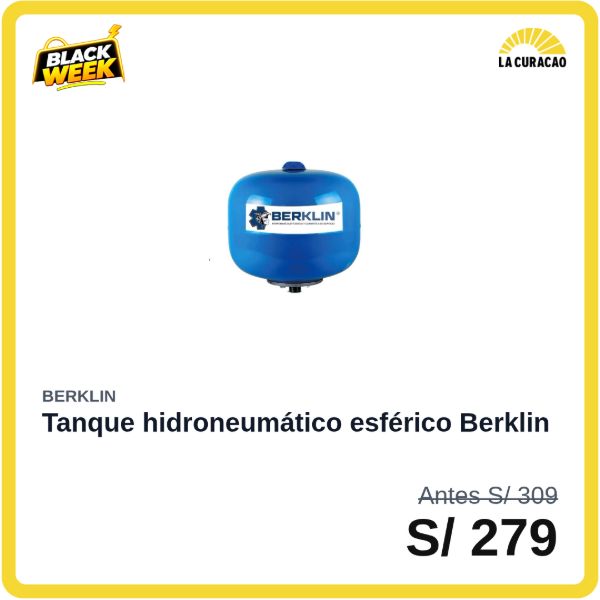 BLACK
WEEK
LA CURACAO
BERKLIN®
BERKLIN
Tanque hidroneumático esférico Berklin
Antes S/ 309
S/ 279